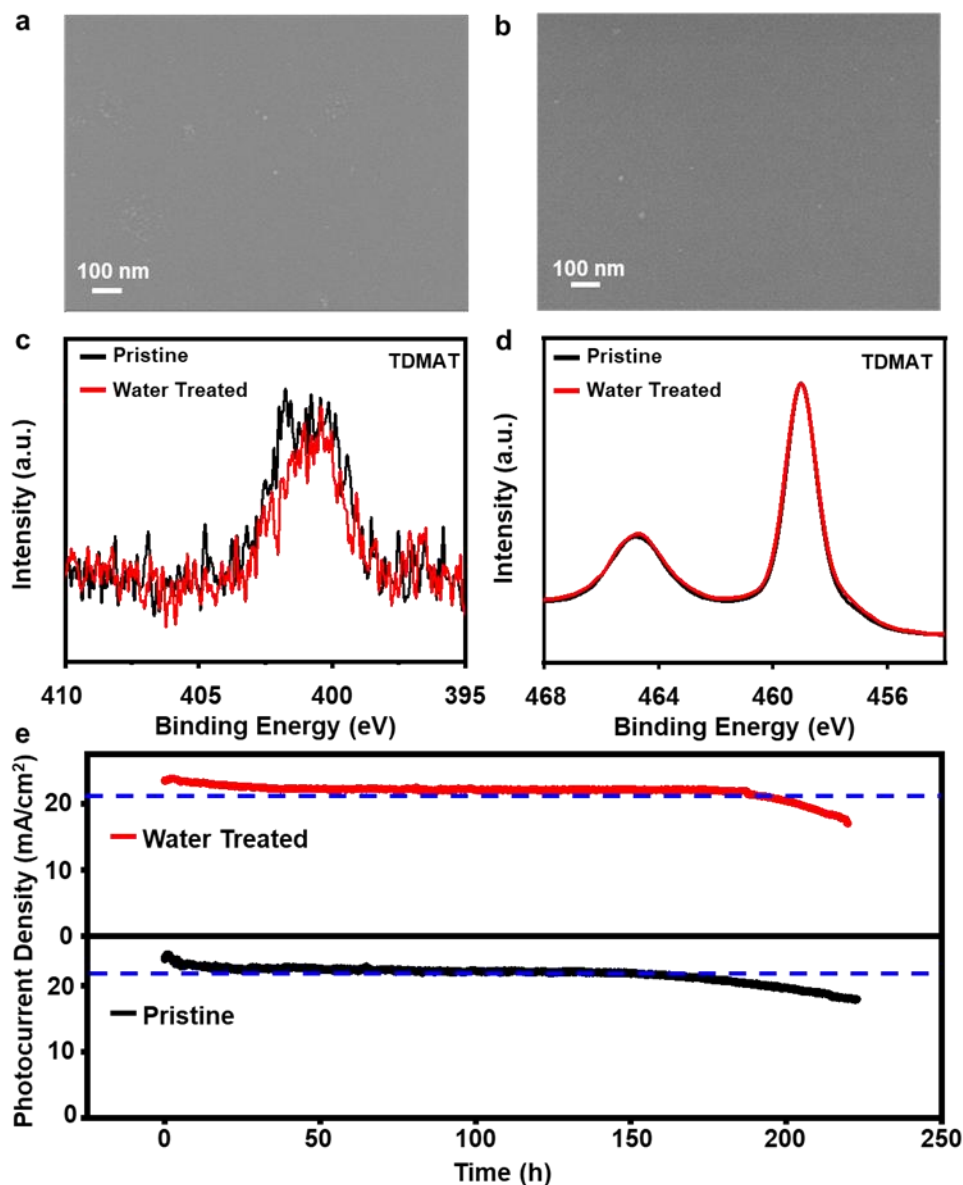 a
b
100 nm
100 nm
c
Pristine
Water Treated
TDMAT
Intensity (a.u.)
410
405
400
395
Binding Energy (eV)
d
Pristine
Water Treated
TDMAT
Intensity (a.u.)
468
464
460
456
Binding Energy (eV)
e
Photocurrent Density (mA/cm²)
20
10
0
Water Treated
20
10
0
Pristine
0
50
100
150
200
250
Time (h)